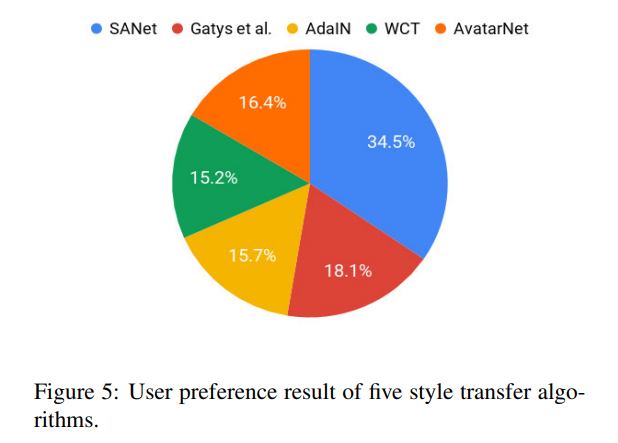 SANet Gatys et al. AdaIN WCT AvatarNet
16.4%
34.5%
15.2%
15.7%
18.1%
Figure 5: User preference result of five style transfer algo-
rithms.